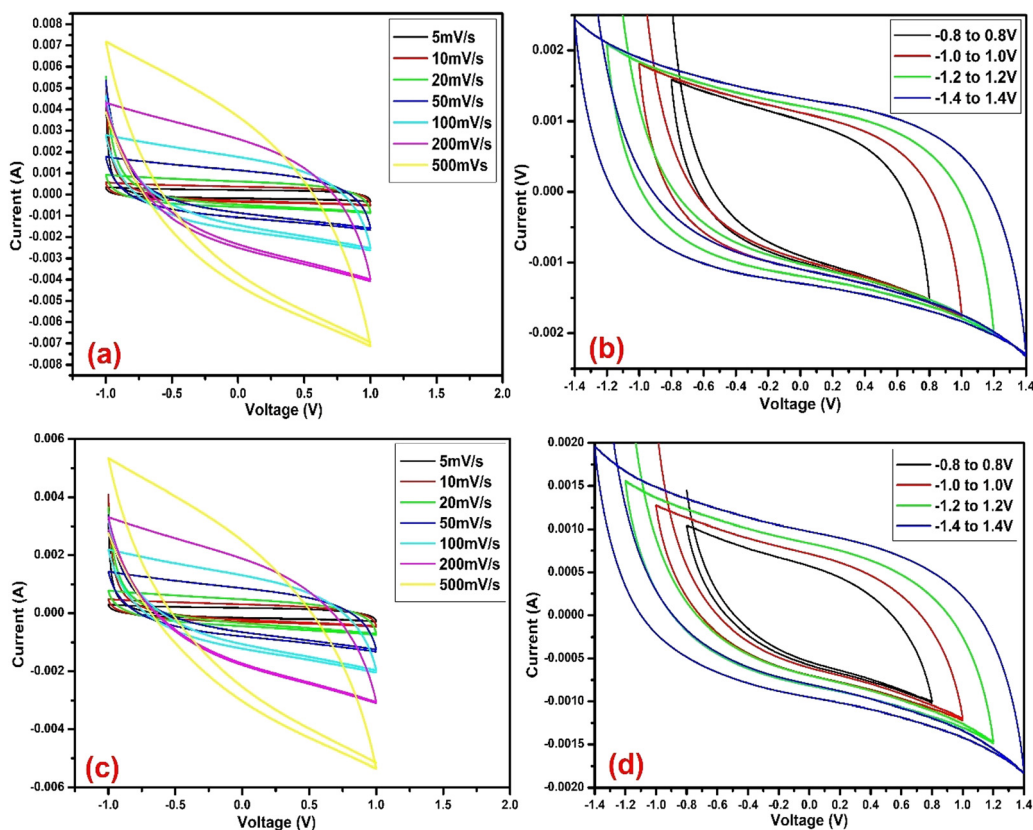 0.008
0.007
0.006
0.005
0.004
0.003
0.002
0.001
0.000
-0.001
-0.002
-0.003
-0.004
-0.005
-0.006
-0.007
-0.008
Current (A)
5mV/s
10mV/s
20mV/s
50mV/s
100mV/s
200mV/s
500mVs
(a)
-1.0 -0.5 0.0 0.5 1.0 1.5 2.0
Voltage (V)
0.002
0.001
0.000
-0.001
-0.002
Current (V)
-0.8 to 0.8V
-1.0 to 1.0V
-1.2 to 1.2V
-1.4 to 1.4V
(b)
-1.4 -1.2 -1.0 -0.8 -0.6 -0.4 -0.2 0.0 0.2 0.4 0.6 0.8 1.0 1.2 1.4
Voltage (V)
0.006
0.004
0.002
0.000
-0.002
-0.004
-0.006
Current (A)
5mV/s
10mV/s
20mV/s
50mV/s
100mV/s
200mV/s
500mV/s
(c)
-1.0 -0.5 0.0 0.5 1.0 1.5 2.0
Voltage (V)
0.0020
0.0015
0.0010
0.0005
0.0000
-0.0005
-0.0010
-0.0015
-0.0020
Current (A)
-0.8 to 0.8V
-1.0 to 1.0V
-1.2 to 1.2V
-1.4 to 1.4V
(d)
-1.4 -1.2 -1.0 -0.8 -0.6 -0.4 -0.2 0.0 0.2 0.4 0.6 0.8 1.0 1.2 1.4
Voltage (V)